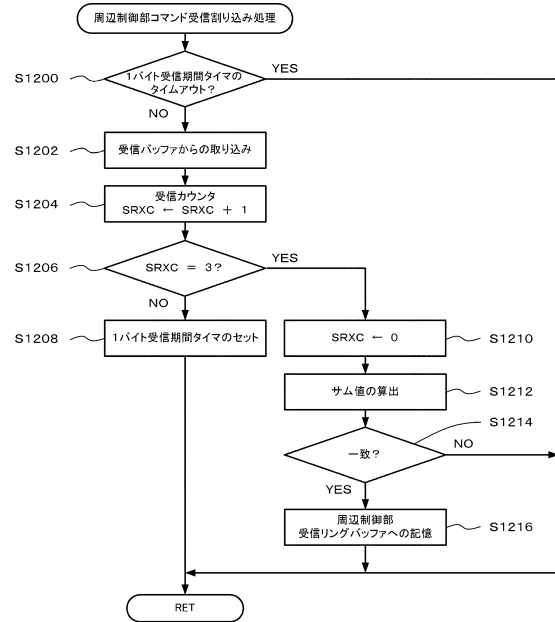 周辺制御部コマンド受信割り込み処理
S1200
1バイト受信期間タイマの
タイムアウト?
YES
NO
S1202
受信バッファからの取り込み
S1204
受信カウンタ
SRXC ← SRXC + 1
S1206
SRXC = 3?
YES
NO
S1208
1バイト受信期間タイマのセット
SRXC ← 0
S1210
サム値の算出
S1212
S1214
一致?
NO
YES
周辺制御部
受信リングバッファへの記憶
S1216
RET